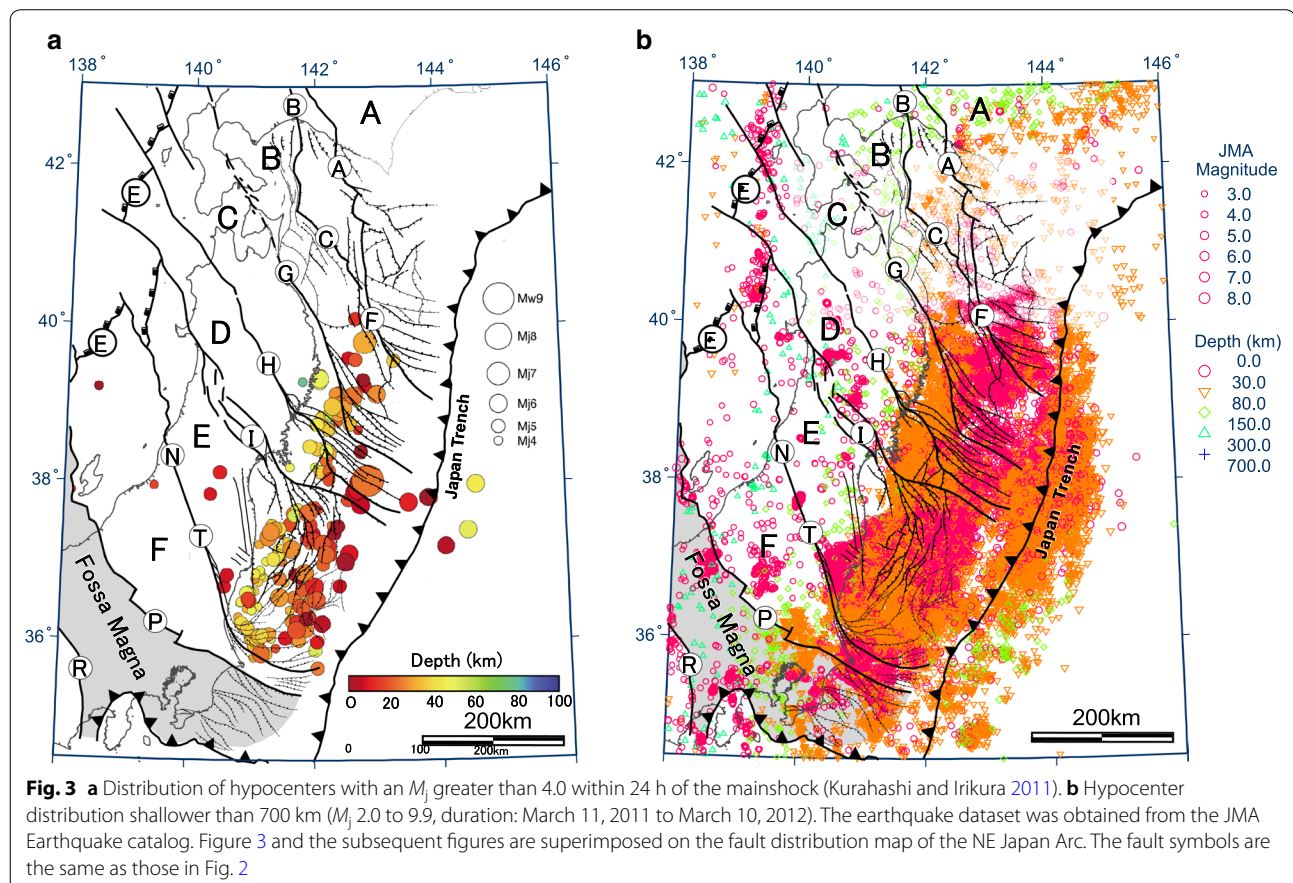 a
138° 140° 142° 144° 146°
B
A
A
B
42°
E
C
C
G
Mw9
F
40°
Mj8
D
E
H
Mj7
Mj6
Mj5
Mj4
E
I
N
Japan Trench
38°
T
F
Fossa Magna
P
36°
R
Depth (km)
0 20 40 60 80 100
200km
0 100 200km
b
138° 140° 142° 144° 146°
B
A
A
B
42°
E
C
C
G
F
40°
D
E
H
I
E
N
38°
T
F
Japan Trench
Fossa Magna
P
36°
R
200km
JMA
Magnitude
3.0
4.0
5.0
6.0
7.0
8.0
Depth (km)
0.0
30.0
80.0
150.0
300.0
700.0
Fig. 3 a Distribution of hypocenters with an Mj greater than 4.0 within 24 h of the mainshock (Kurahashi and Irikura 2011). b Hypocenter
distribution shallower than 700 km (Mj 2.0 to 9.9, duration: March 11, 2011 to March 10, 2012). The earthquake dataset was obtained from the JMA
Earthquake catalog. Figure 3 and the subsequent figures are superimposed on the fault distribution map of the NE Japan Arc. The fault symbols are
the same as those in Fig. 2